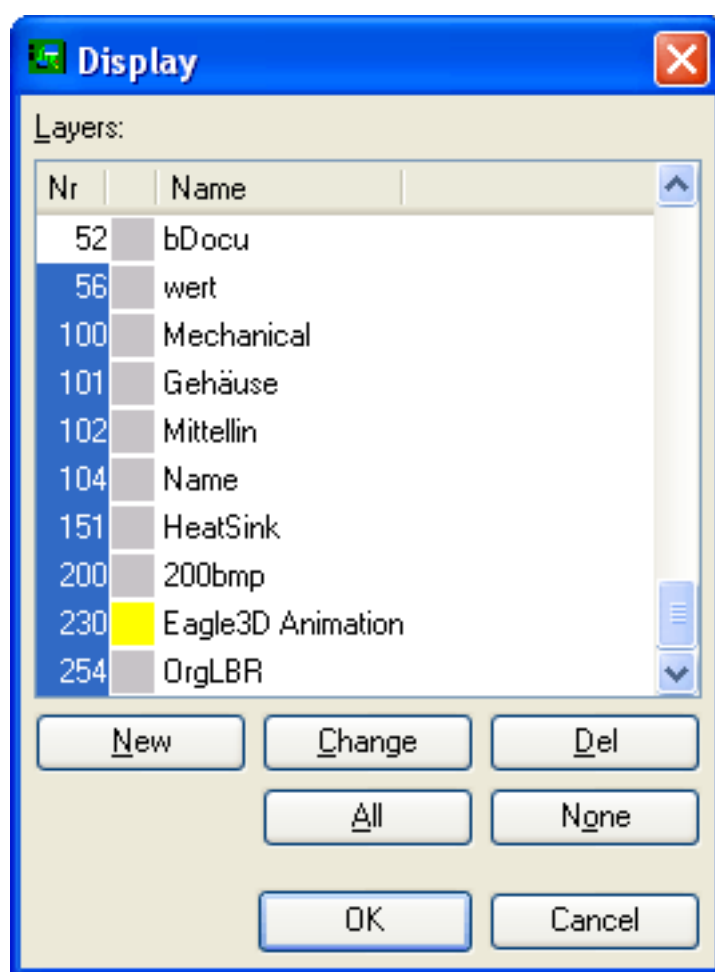 Display
Layers:
Nr Name
52 bDocu
56 wert
100 Mechanical
101 Gehäuse
102 Mittellin
104 Name
151 HeatSink
200 200bmp
230 Eagle3D Animation
254 OrgLBR
New Change Del
All None
OK Cancel